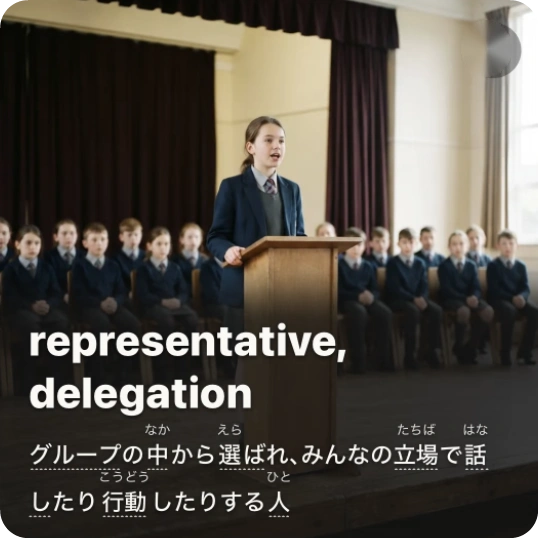 representative,
delegation
なか えら たちば はな
グループの中から選ばれ、みんなの立場で話
こうどう ひと
したり行動したりする人